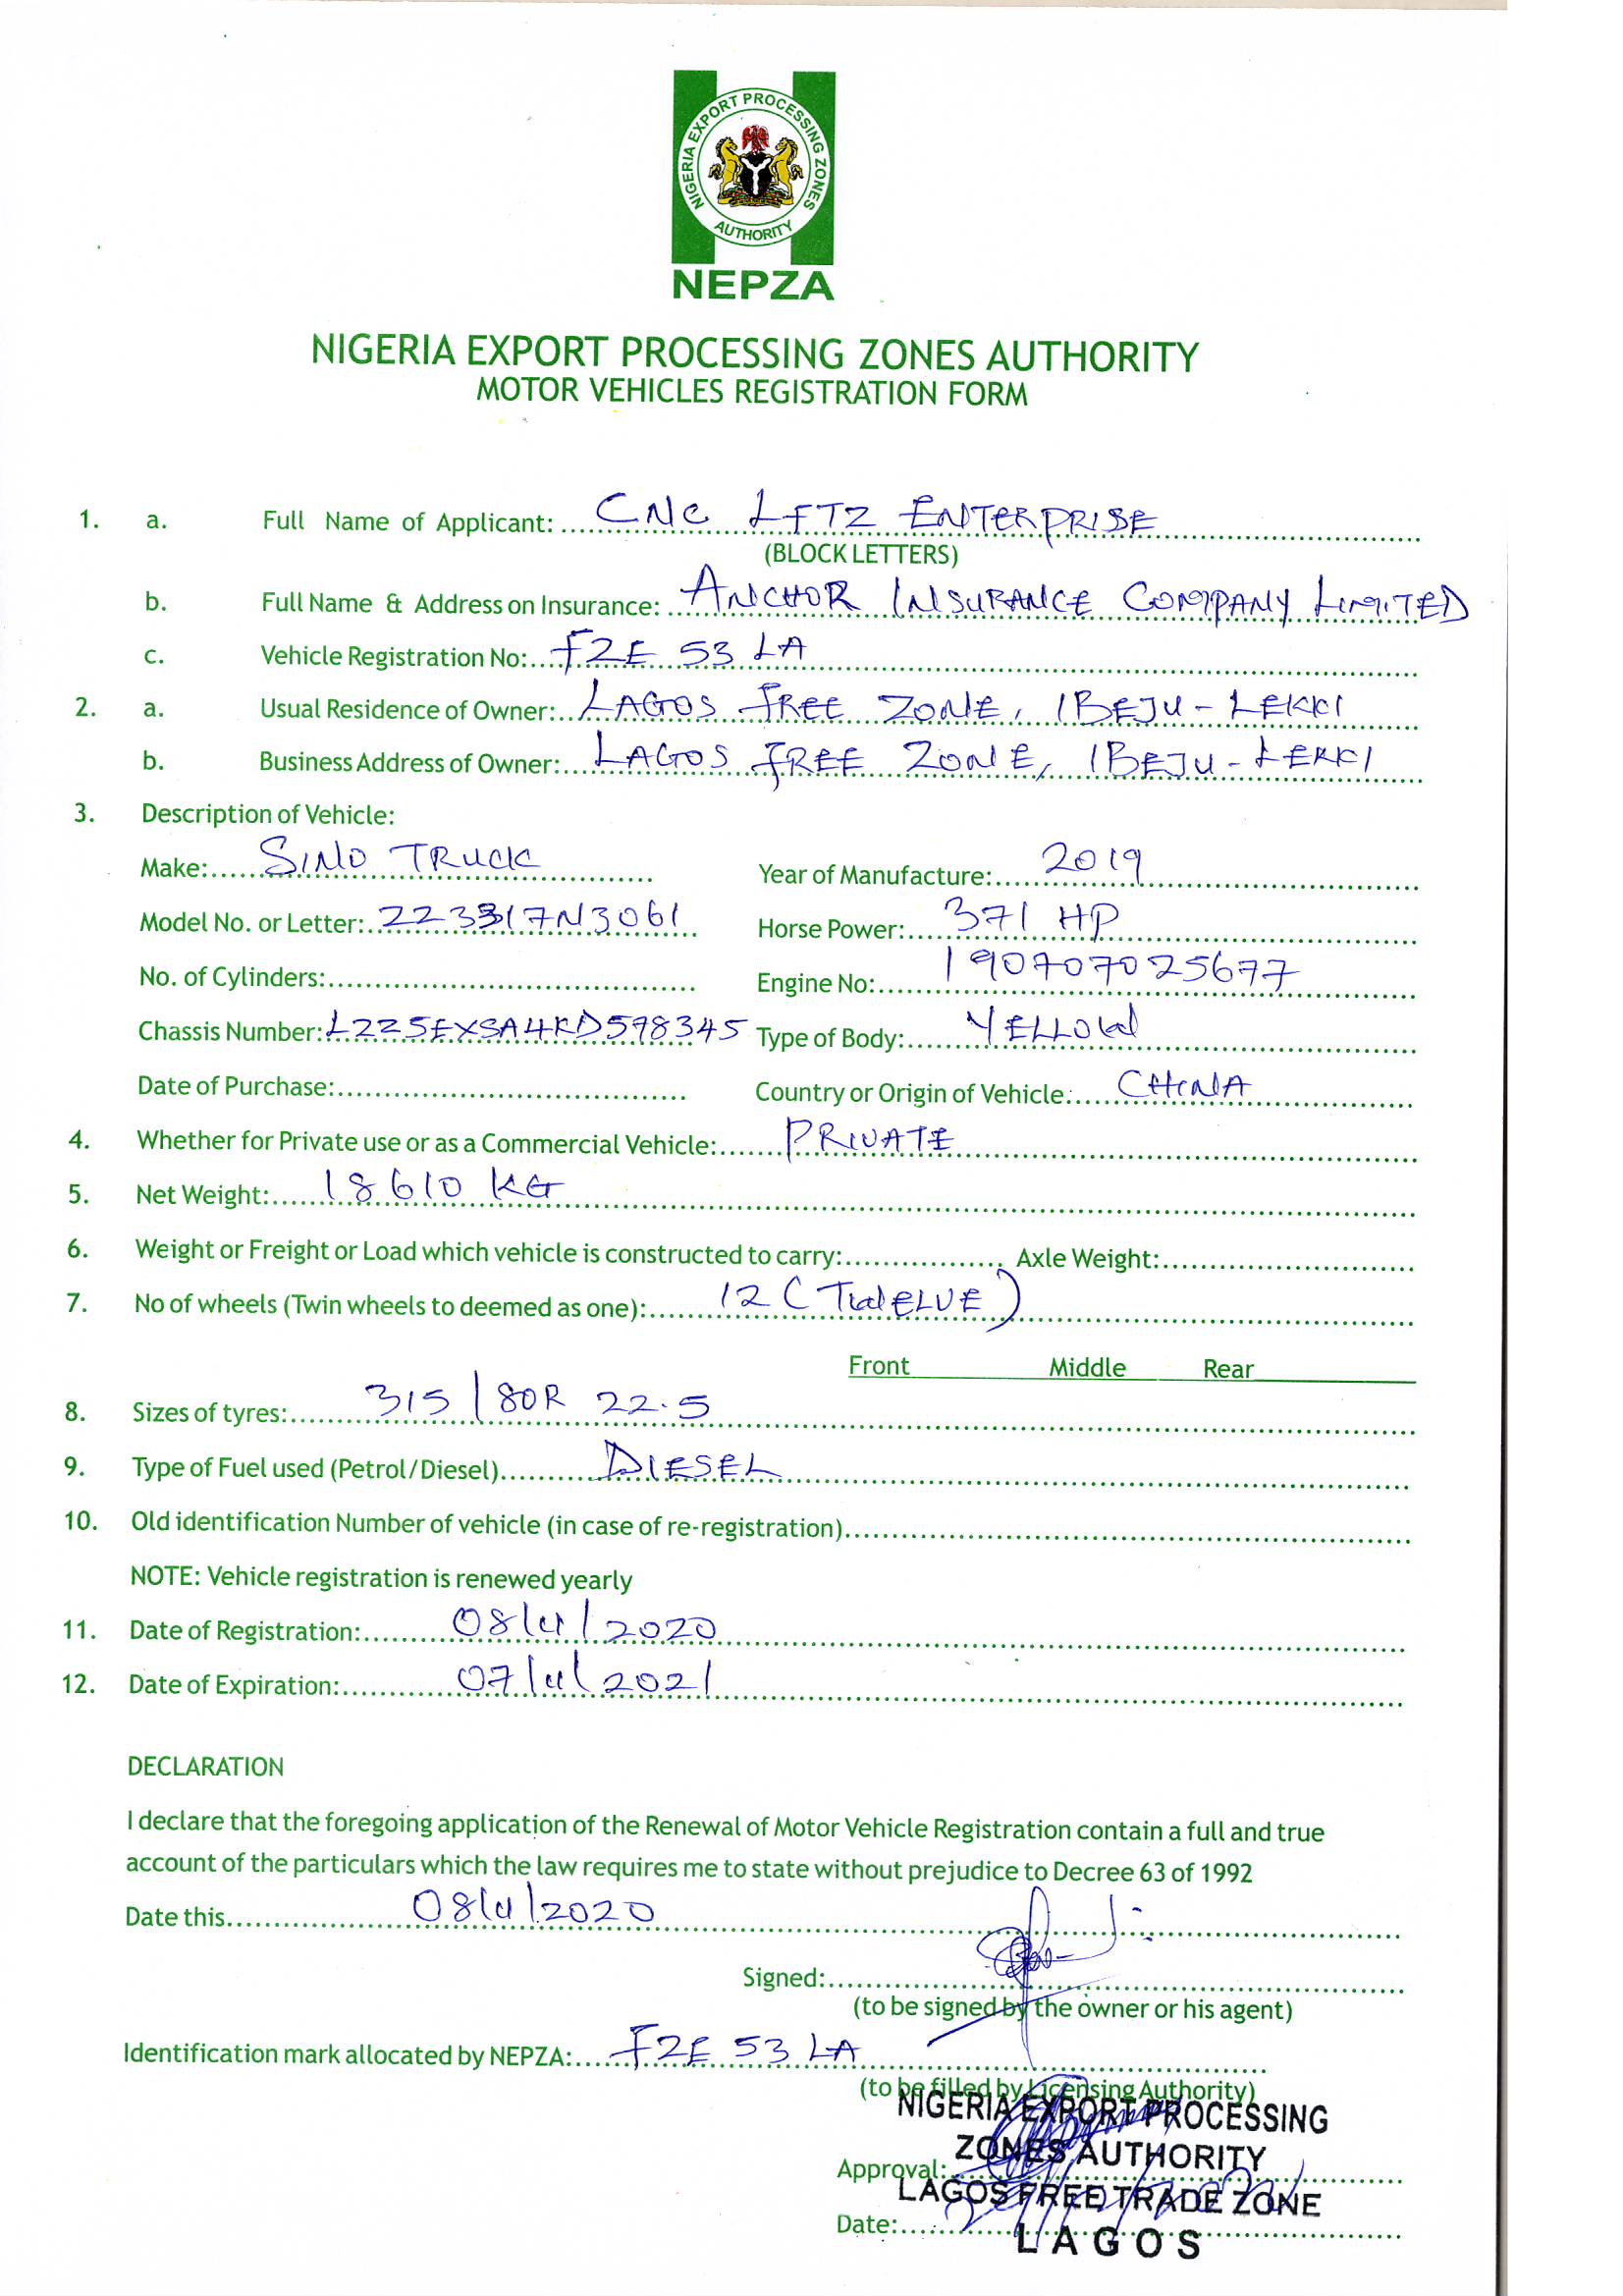 NIGERIA EXPORT PROCESSING ZONES
AUTHORITY
NEPZA
NIGERIA EXPORT PROCESSING ZONES AUTHORITY
MOTOR VEHICLES REGISTRATION FORM
1. a. Full Name of Applicant: CNC LFTZ ENTERPRISE
(BLOCK LETTERS)
b. Full Name & Address on Insurance: ANCHOR INSURANCE COMPANY LIMITED
c. Vehicle Registration No: FZE 53 LA
2. a. Usual Residence of Owner: LAGOS FREE ZONE, IBEJU-LEKKI
b. Business Address of Owner: LAGOS FREE ZONE, IBEJU-LEKKI
3. Description of Vehicle:
Make: SINO TRUCK Year of Manufacture: 2019
Model No. or Letter: ZZ3317N3061 Horse Power: 371 HP
No. of Cylinders: Engine No: 190707025677
Chassis Number: LZZ5EXSA4KD598345 Type of Body: YELLOW
Date of Purchase: Country or Origin of Vehicle: CHINA
4. Whether for Private use or as a Commercial Vehicle: PRIVATE
5. Net Weight: 18610 KG
6. Weight or Freight or Load which vehicle is constructed to carry: Axle Weight:
7. No of wheels (Twin wheels to deemed as one): 12 (TWELVE)
Front Middle Rear
8. Sizes of tyres: 315/80R 22.5
9. Type of Fuel used (Petrol/Diesel) DIESEL
10. Old identification Number of vehicle (in case of re-registration)
NOTE: Vehicle registration is renewed yearly
11. Date of Registration: 08/11/2020
12. Date of Expiration: 07/11/2021
DECLARATION
I declare that the foregoing application of the Renewal of Motor Vehicle Registration contain a full and true
account of the particulars which the law requires me to state without prejudice to Decree 63 of 1992
Date this 08/11/2020
Signed:
(to be signed by the owner or his agent)
Identification mark allocated by NEPZA: FZE 53 LA
(to be filled by Licensing Authority)
NIGERIA EXPORT PROCESSING
ZONES AUTHORITY
Approval:
LAGOS FREE TRADE ZONE
Date:
LAGOS